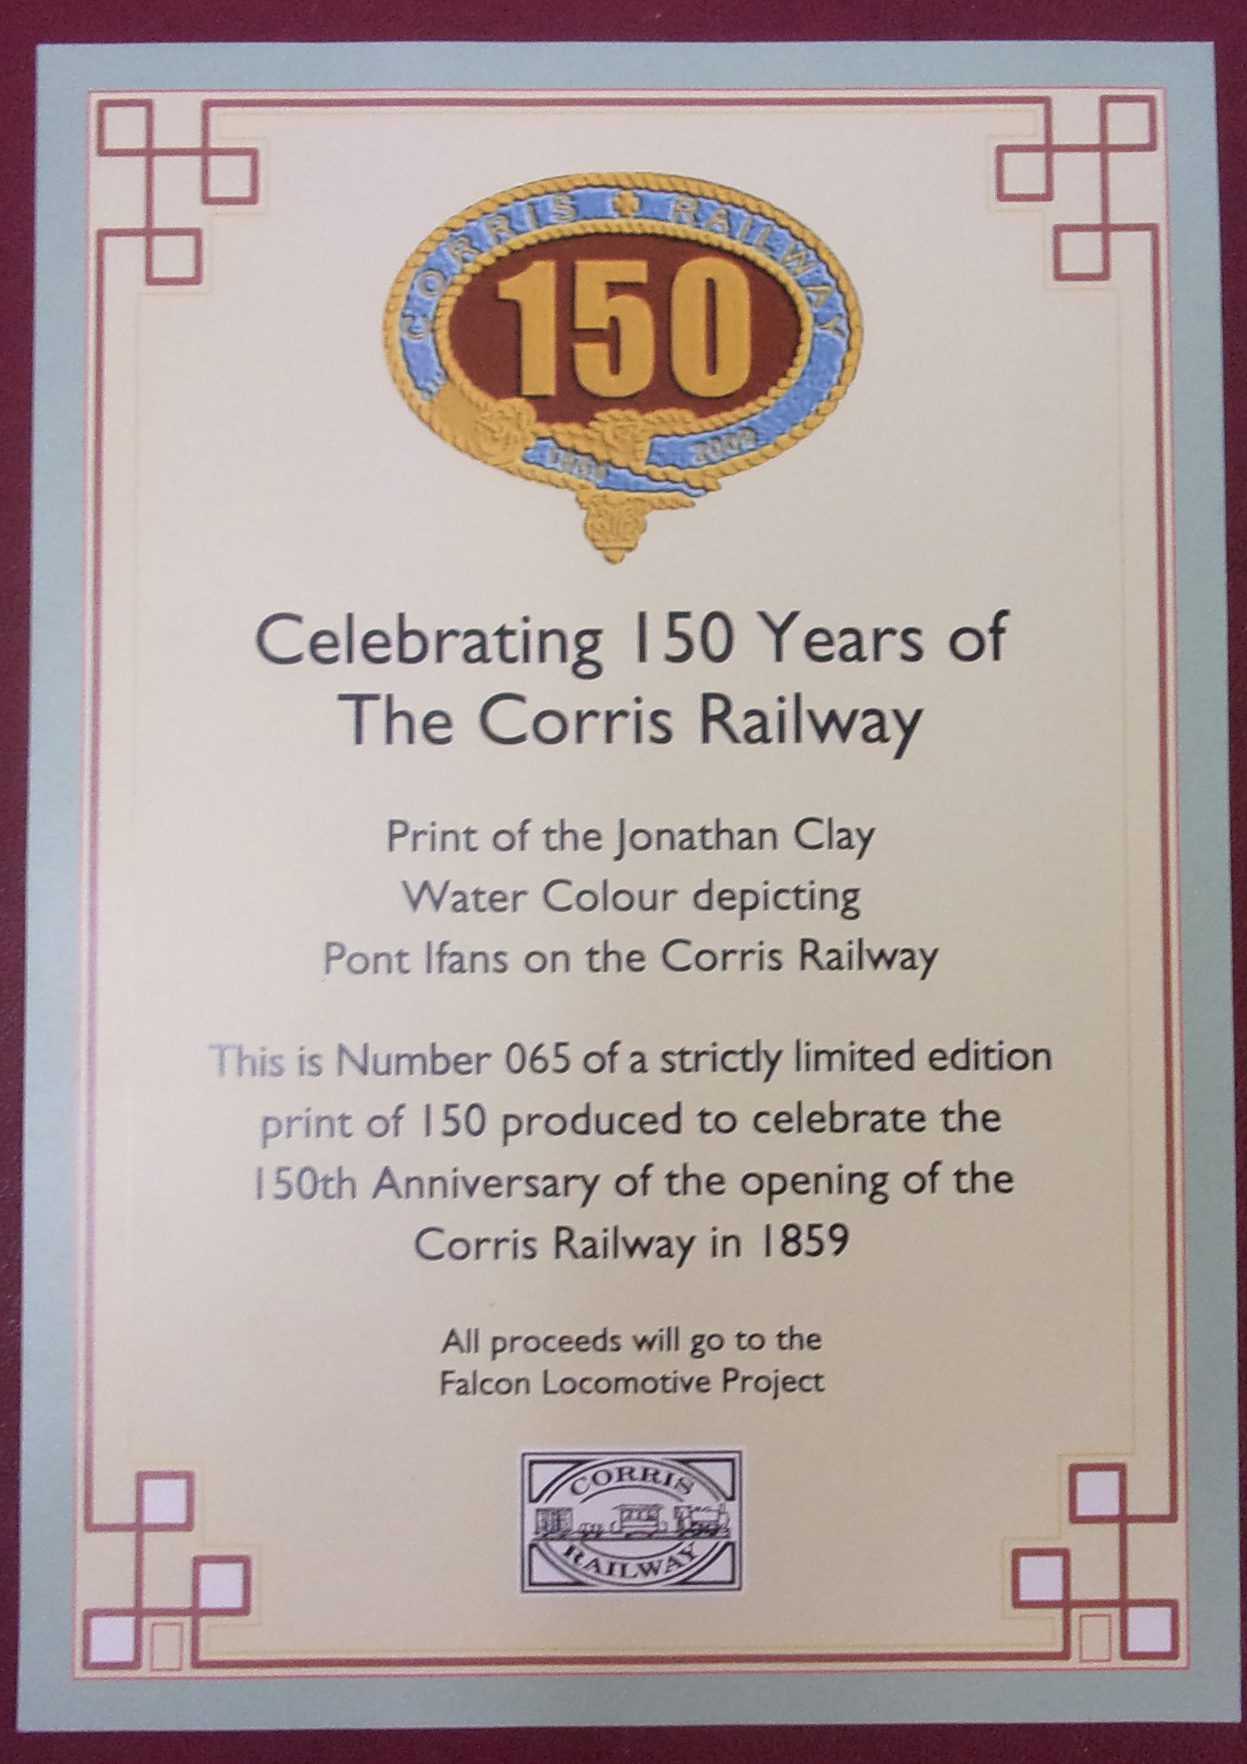 CORRIS RAILWAY
150
2009
Celebrating 150 Years of
The Corris Railway
Print of the Jonathan Clay
Water Colour depicting
Pont Ifans on the Corris Railway
This is Number 065 of a strictly limited edition
print of 150 produced to celebrate the
150th Anniversary of the opening of the
Corris Railway in 1859
All proceeds will go to the
Falcon Locomotive Project
CORRIS
RAILWAY